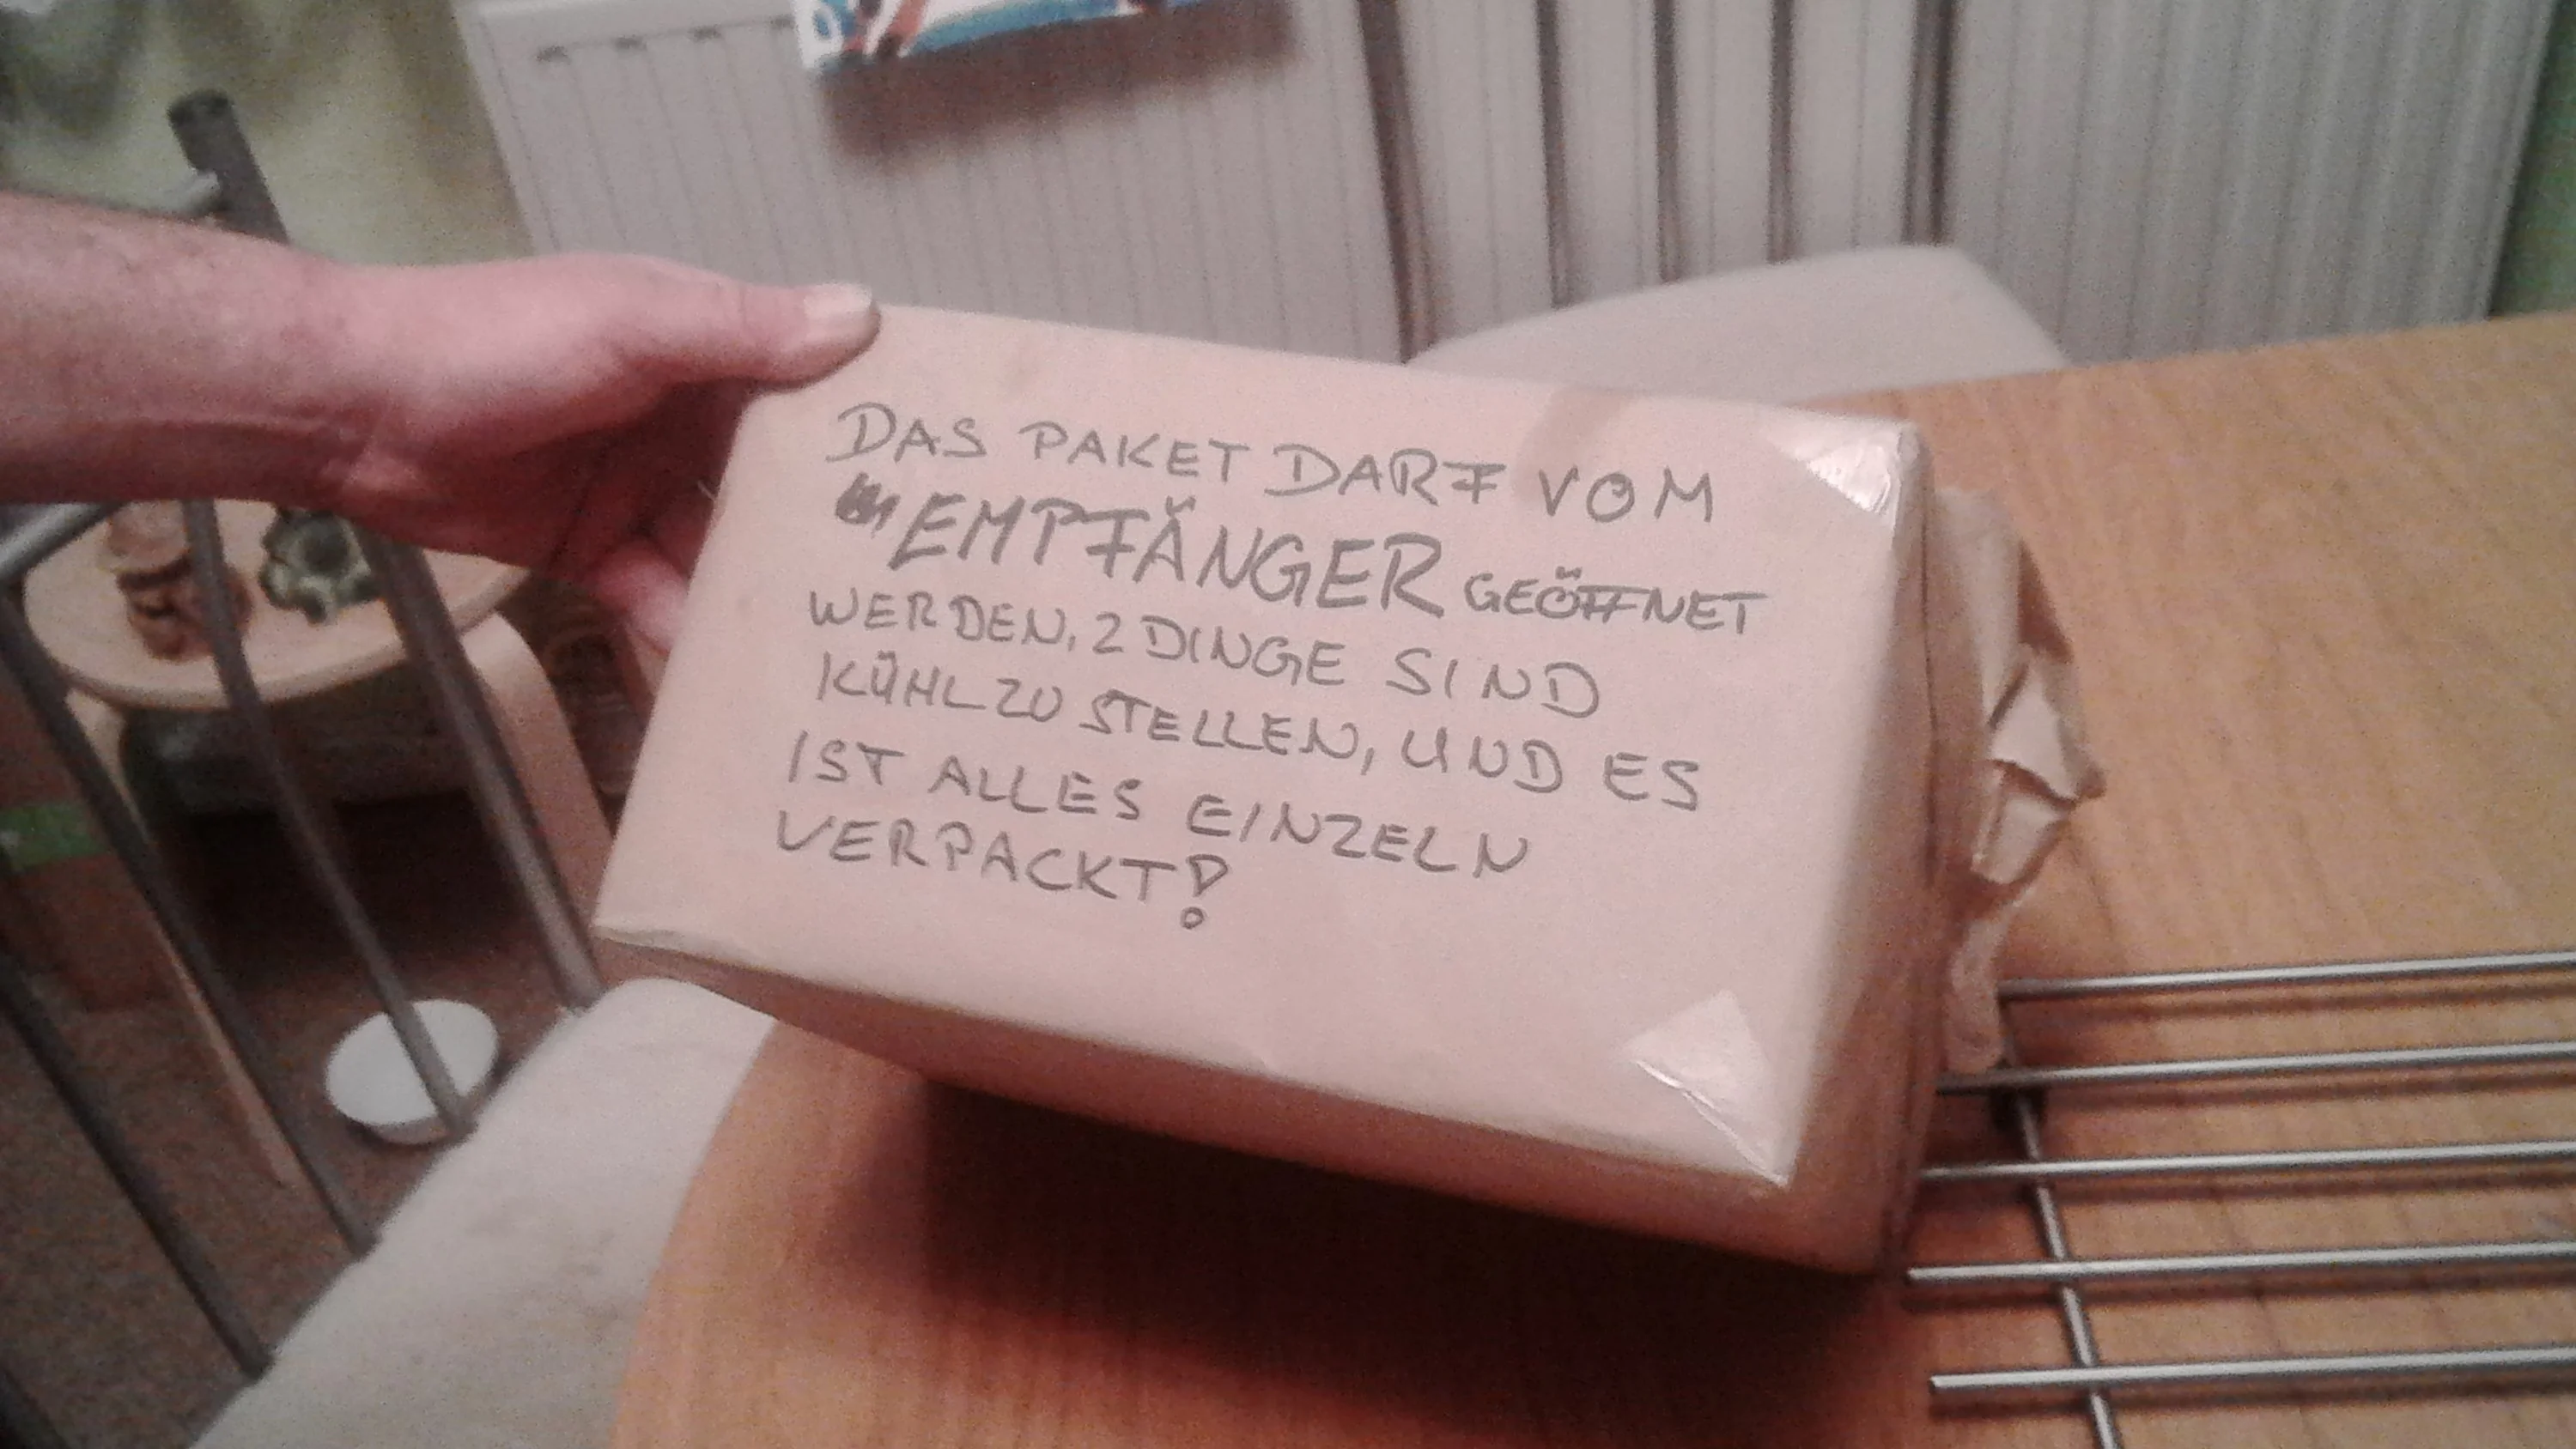 DAS PAKET DARF VOM
EMPFÄNGER GEÖFFNET
WERDEN, 2 DINGE SIND
KÜHL ZU STELLEN, UND ES
IST ALLES EINZELN
VERPACKT!